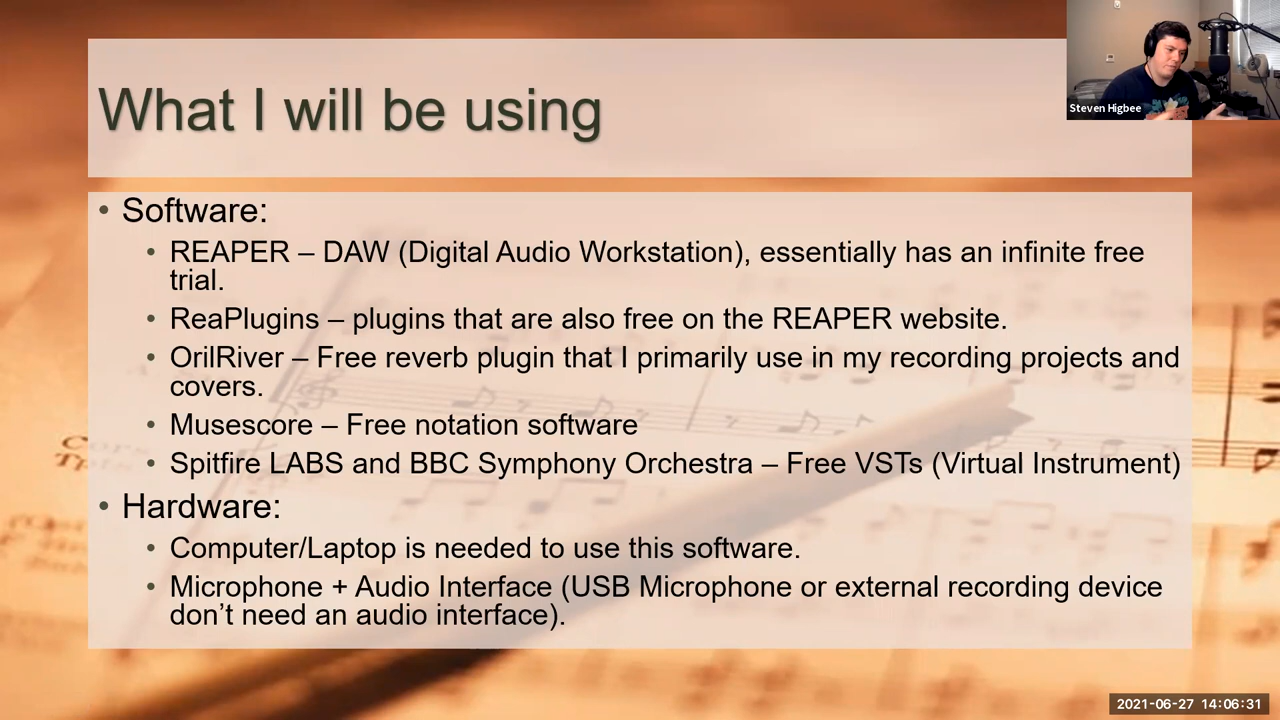 What I will be using
Steven Higbee
• Software:
• REAPER – DAW (Digital Audio Workstation), essentially has an infinite free
trial.
• ReaPlugins – plugins that are also free on the REAPER website.
• OrilRiver – Free reverb plugin that I primarily use in my recording projects and
covers.
• Musescore – Free notation software
• Spitfire LABS and BBC Symphony Orchestra – Free VSTs (Virtual Instrument)
• Hardware:
• Computer/Laptop is needed to use this software.
• Microphone + Audio Interface (USB Microphone or external recording device
don’t need an audio interface).
2021-06-27 14:06:31